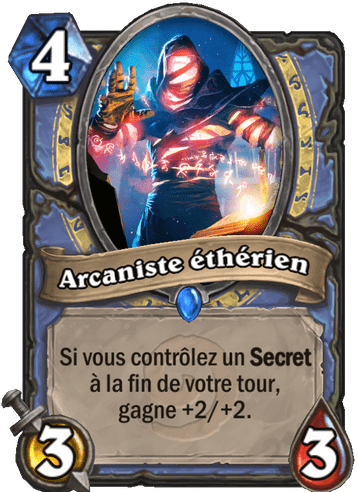 4
Arcaniste éthérien
Si vous contrôlez un Secret
à la fin de votre tour,
gagne +2/+2.
3
3